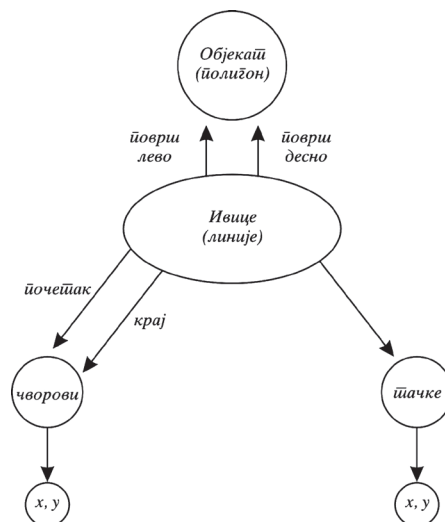 Објекат
(полигон)
површ
лево
површ
десно
Ивице
(линије)
почетак
крај
чворови
тачке
x, y
x, y